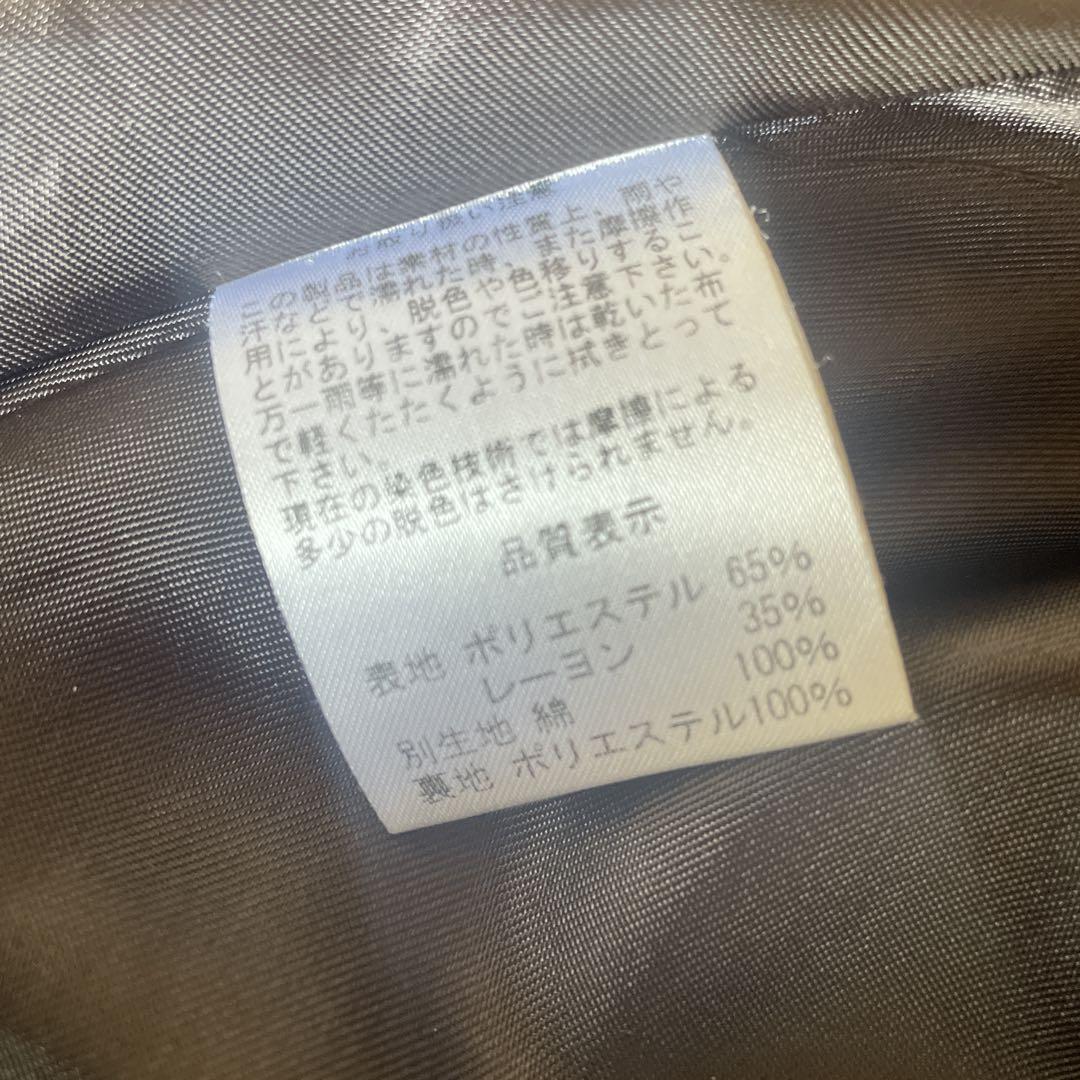 お取り扱い注意
この製品は素材の性質上、雨や
汗などで濡れた時、また摩擦作
用により、脱色や色移りするこ
とがありますのでご注意下さい。
万一雨等に濡れた時は乾いた布
で軽くたたくように拭きとって
下さい。
現在の染色技術では摩擦による
多少の脱色はさけられません。
品質表示
表地 ポリエステル 65%
レーヨン 35%
別生地 綿 100%
裏地 ポリエステル100%